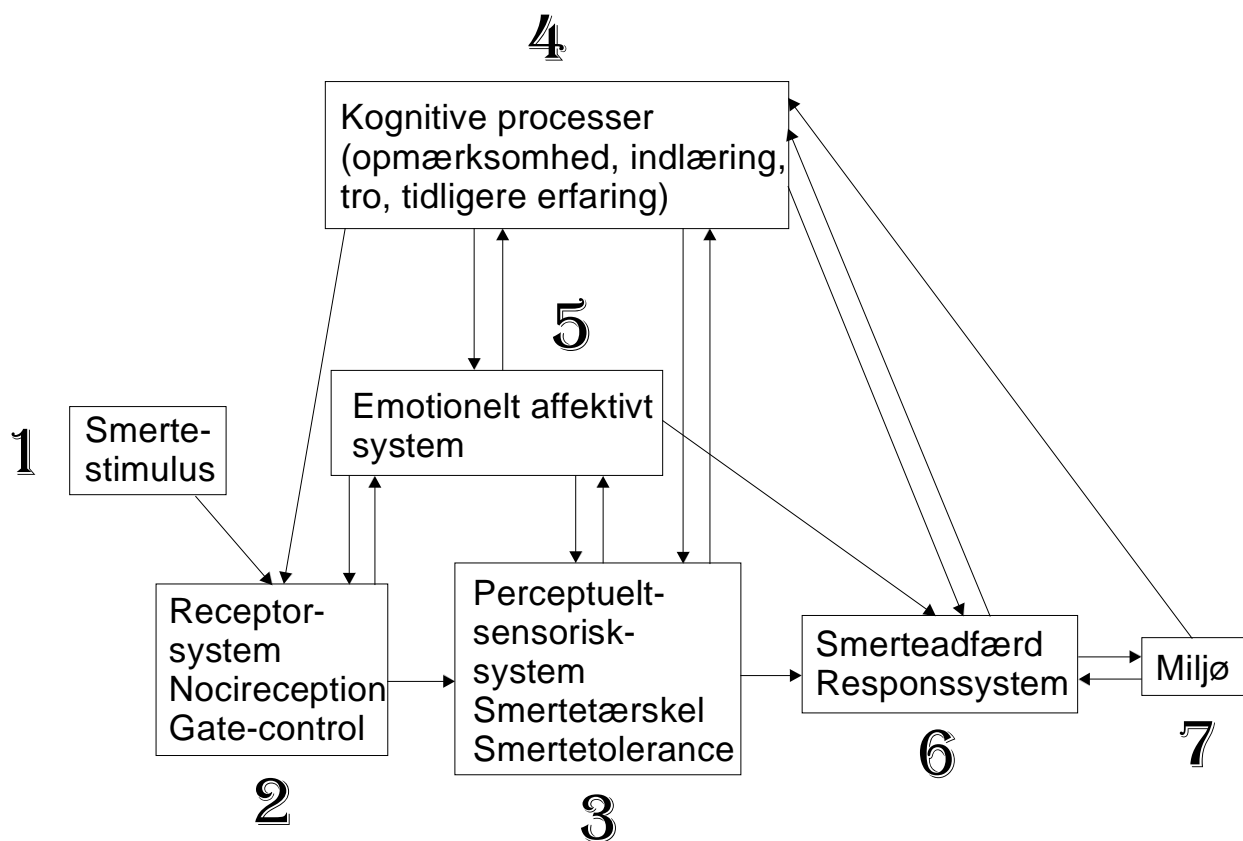 4
Kognitive processer
(opmærksomhed, indlæring,
tro, tidligere erfaring)
5
Emotionelt affektivt
system
1
Smerte-
stimulus
Receptor-
system
Nocireception
Gate-control
2
Perceptuelt-
sensorisk-
system
Smertetærskel
Smertetolerance
3
Smerteadfærd
Responssystem
6
Miljø
7